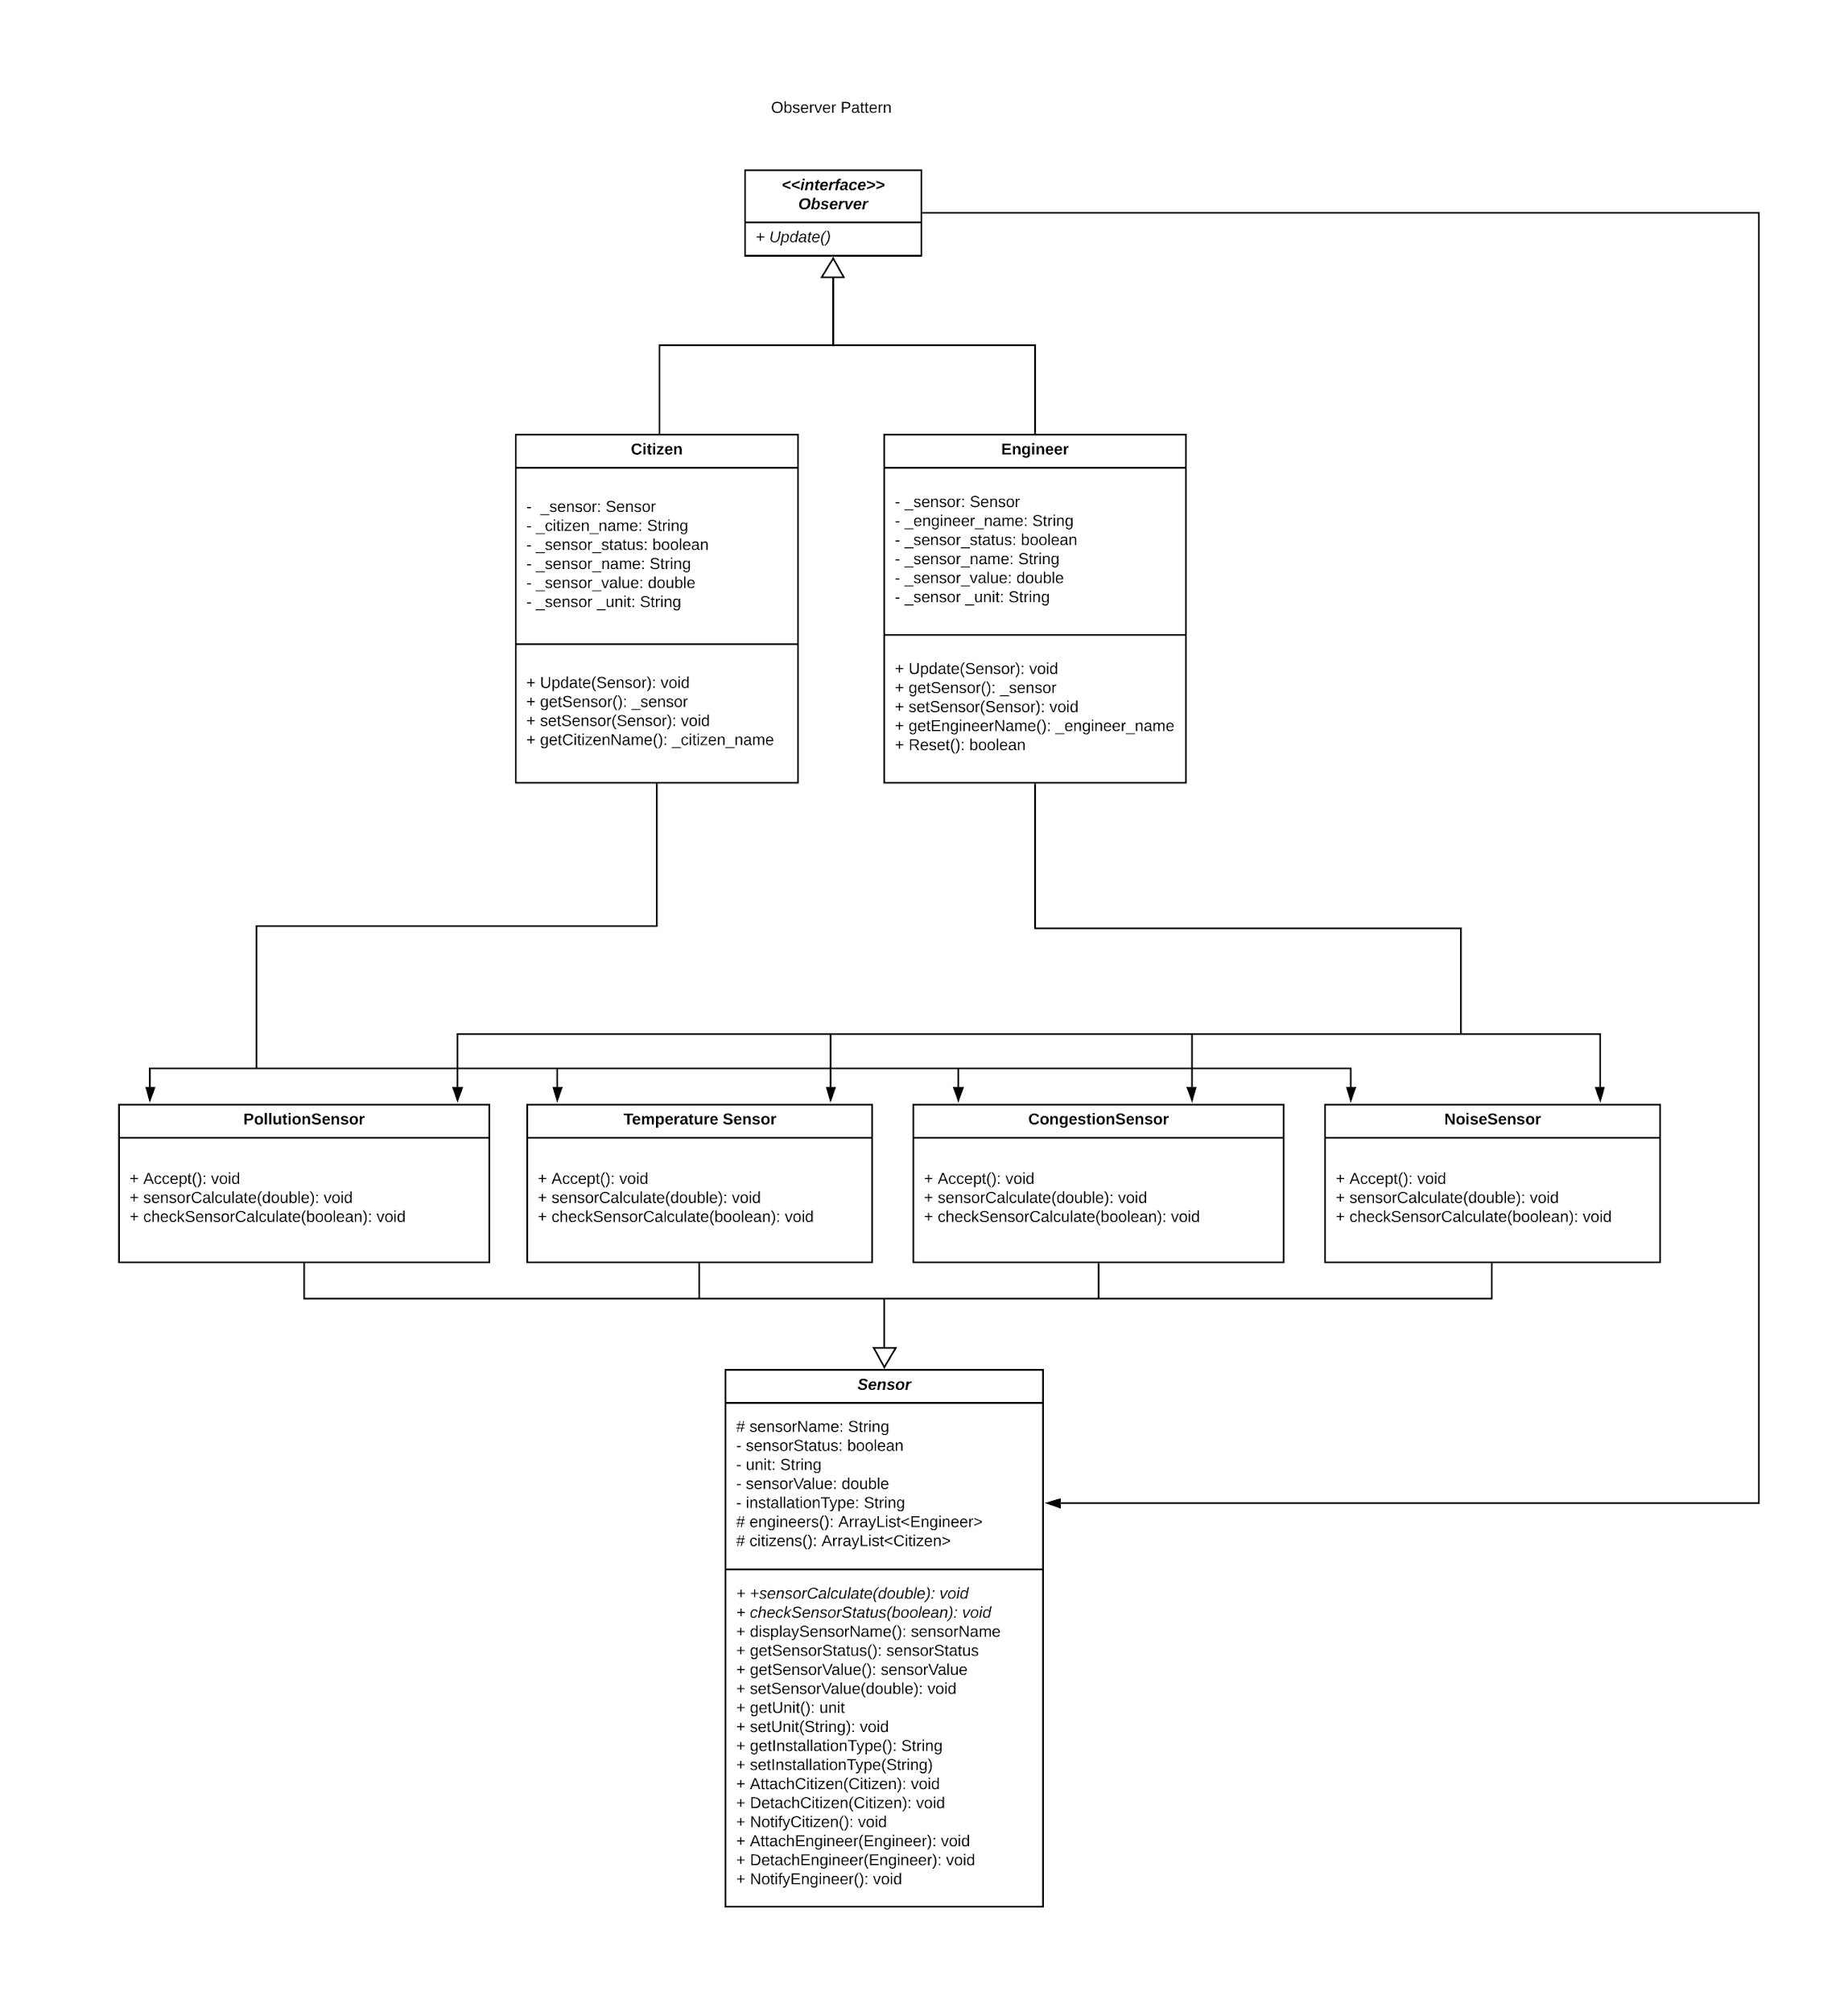 Observer Pattern
<<interface>>
Observer
+ Update()
Citizen
- _sensor: Sensor
- _citizen_name: String
- _sensor_status: boolean
- _sensor_name: String
- _sensor_value: double
- _sensor _unit: String
+ Update(Sensor): void
+ getSensor(): _sensor
+ setSensor(Sensor): void
+ getCitizenName(): _citizen_name
Engineer
- _sensor: Sensor
- _engineer_name: String
- _sensor_status: boolean
- _sensor_name: String
- _sensor_value: double
- _sensor _unit: String
+ Update(Sensor): void
+ getSensor(): _sensor
+ setSensor(Sensor): void
+ getEngineerName(): _engineer_name
+ Reset(): boolean
PollutionSensor
+ Accept(): void
+ sensorCalculate(double): void
+ checkSensorCalculate(boolean): void
Temperature Sensor
+ Accept(): void
+ sensorCalculate(double): void
+ checkSensorCalculate(boolean): void
CongestionSensor
+ Accept(): void
+ sensorCalculate(double): void
+ checkSensorCalculate(boolean): void
NoiseSensor
+ Accept(): void
+ sensorCalculate(double): void
+ checkSensorCalculate(boolean): void
Sensor
# sensorName: String
- sensorStatus: boolean
- unit: String
- sensorValue: double
- installationType: String
# engineers(): ArrayList<Engineer>
# citizens(): ArrayList<Citizen>
+ +sensorCalculate(double): void
+ checkSensorStatus(boolean): void
+ displaySensorName(): sensorName
+ getSensorStatus(): sensorStatus
+ getSensorValue(): sensorValue
+ setSensorValue(double): void
+ getUnit(): unit
+ setUnit(String): void
+ getInstallationType(): String
+ setInstallationType(String)
+ AttachCitizen(Citizen): void
+ DetachCitizen(Citizen): void
+ NotifyCitizen(): void
+ AttachEngineer(Engineer): void
+ DetachEngineer(Engineer): void
+ NotifyEngineer(): void